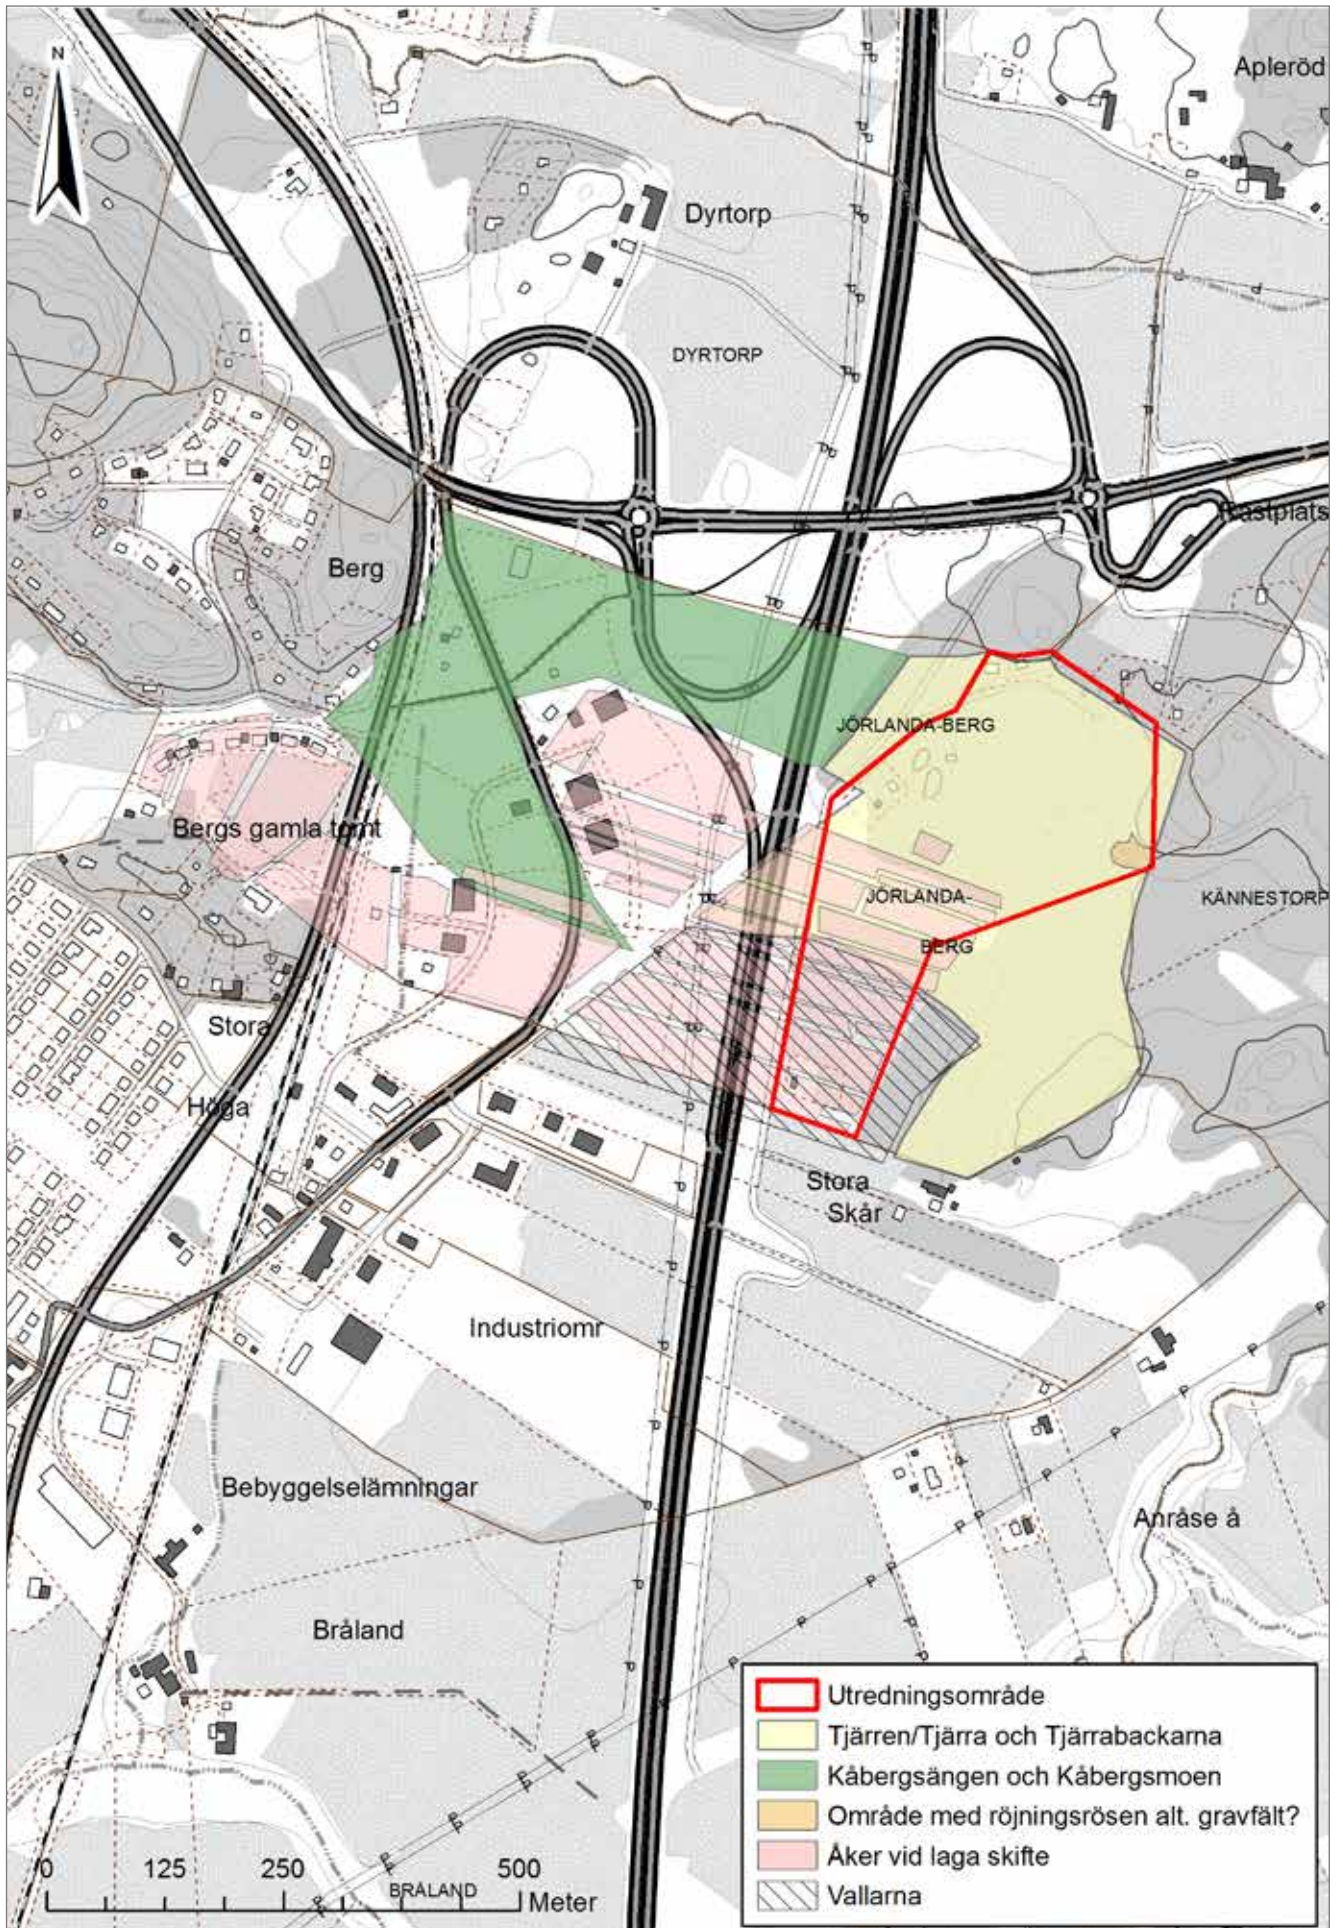 N
Apleröd
Dyrtorp
DYRTORP
Rastplats
Berg
JÖRLANDA-BERG
Bergs gamla tomt
JÖRLANDA-
BERG
KÄNNESTORP
Stora
Höga
Stora
Skår
Industriomr
Bebyggelselämningar
Anråse å
Bråland
BRÅLAND
0 125 250 500
Meter
Utredningsområde
Tjärren/Tjärra och Tjärrabackarna
Kåbergsängen och Kåbergsmoen
Område med röjningsrösen alt. gravfält?
Åker vid laga skifte
Vallarna